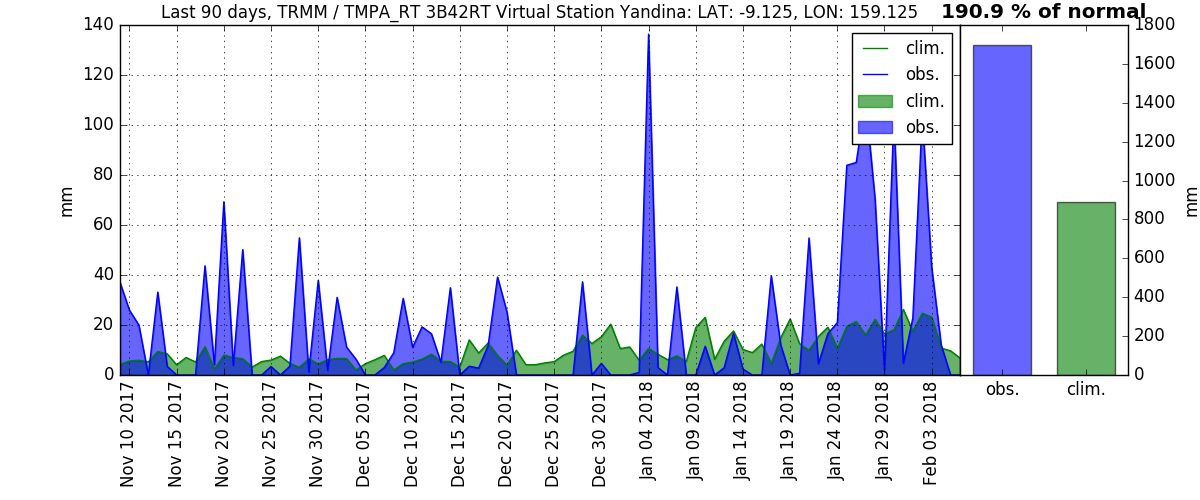 Last 90 days, TRMM / TMPA_RT 3B42RT Virtual Station Yandina: LAT: -9.125, LON: 159.125
190.9 % of normal
140
120
100
80
60
40
20
0
mm
clim.
obs.
clim.
obs.
1800
1600
1400
1200
1000
800
600
400
200
0
mm
Nov 10 2017
Nov 15 2017
Nov 20 2017
Nov 25 2017
Nov 30 2017
Dec 05 2017
Dec 10 2017
Dec 15 2017
Dec 20 2017
Dec 25 2017
Dec 30 2017
Jan 04 2018
Jan 09 2018
Jan 14 2018
Jan 19 2018
Jan 24 2018
Jan 29 2018
Feb 03 2018
obs.
clim.